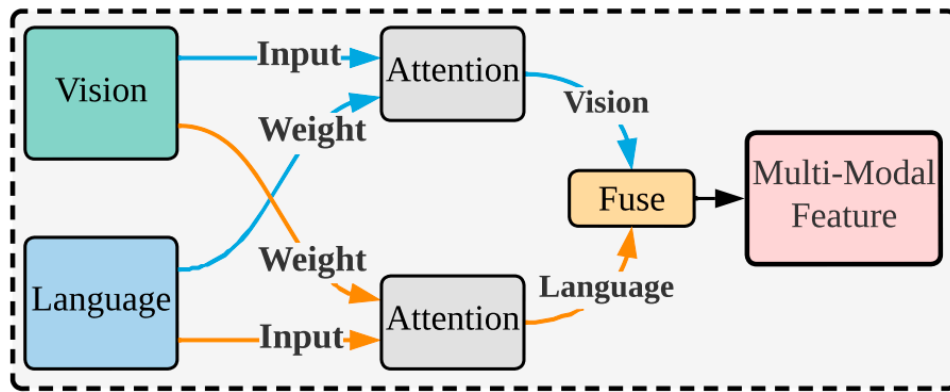 Vision
Input
Attention
Weight
Vision
Fuse
Multi-Modal
Feature
Language
Weight
Input
Attention
Language